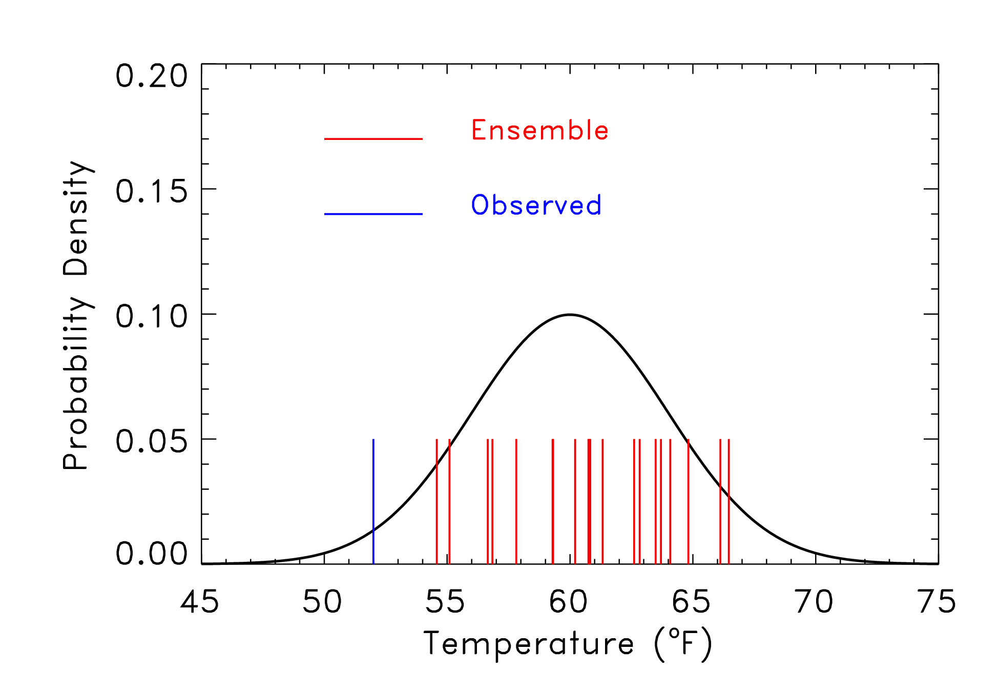 0.20
0.15
0.10
0.05
0.00
Probability Density
Ensemble
Observed
45 50 55 60 65 70 75
Temperature (°F)